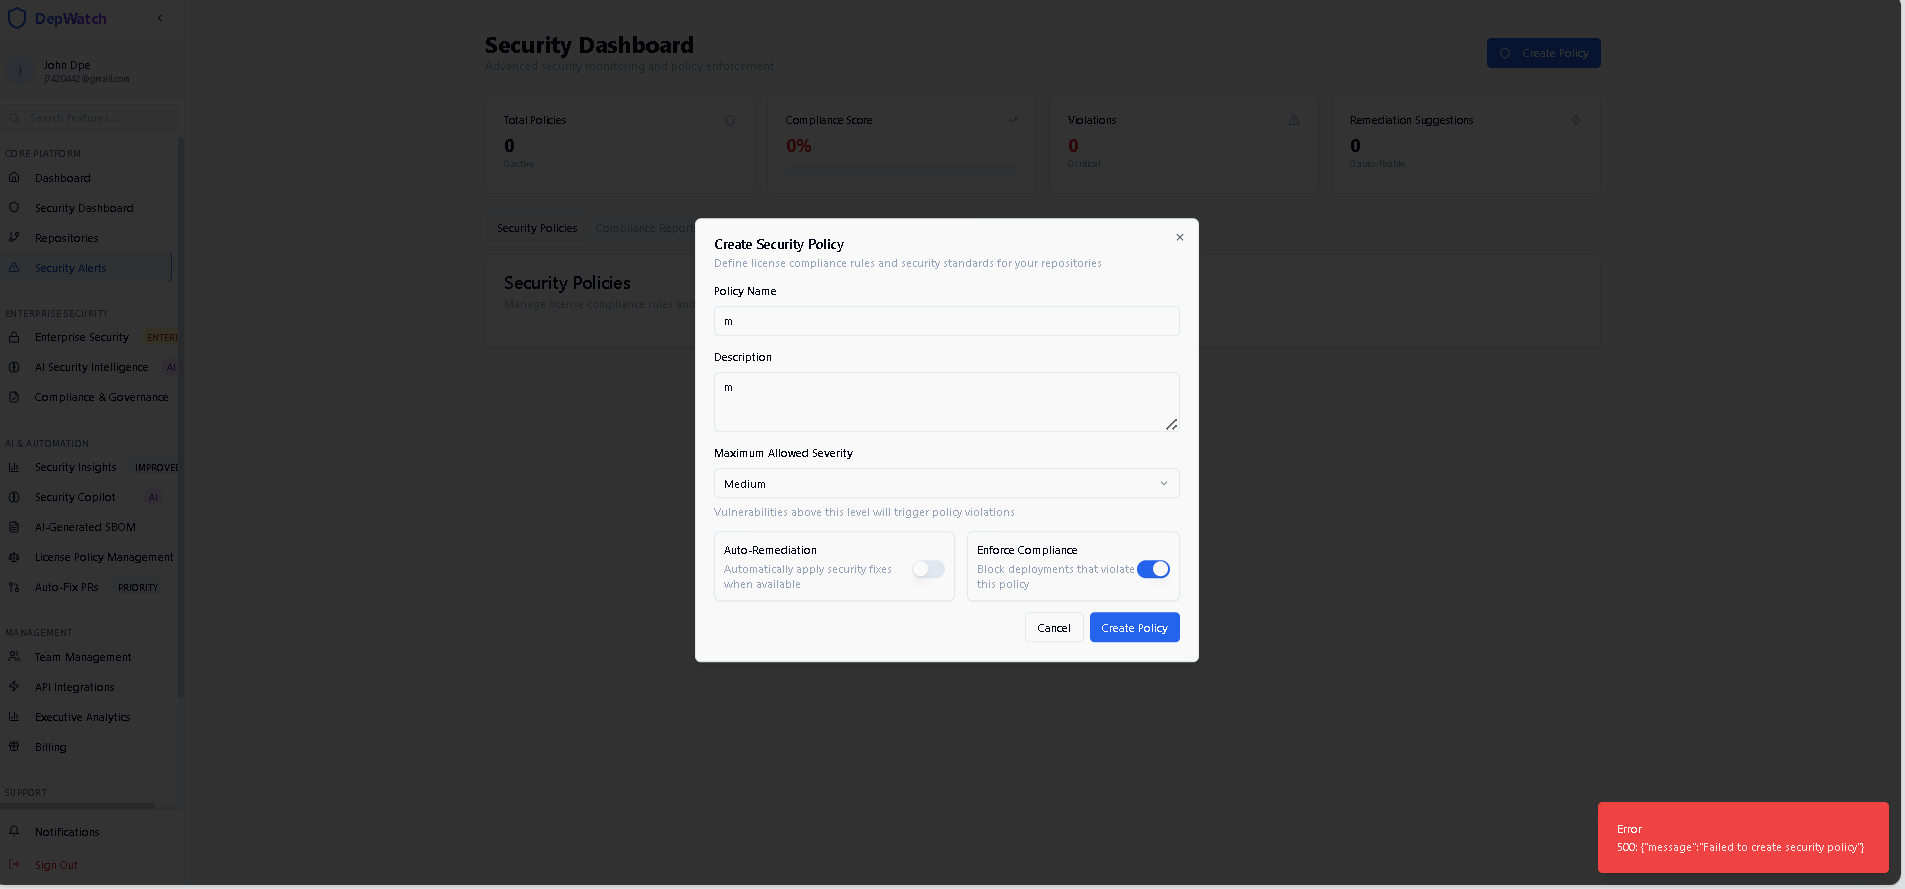 DepWatch
J
John Dpe
j7420442@gmail.com
Search features...
CORE PLATFORM
Dashboard
Security Dashboard
Repositories
Security Alerts
ENTERPRISE SECURITY
Enterprise Security ENTERP
AI Security Intelligence AI
Compliance & Governance
AI & AUTOMATION
Security Insights IMPROVED
Security Copilot AI
AI-Generated SBOM
License Policy Management
Auto-Fix PRs PRIORITY
MANAGEMENT
Team Management
API Integrations
Executive Analytics
Billing
SUPPORT
Notifications
Sign Out
Security Dashboard
Advanced security monitoring and policy enforcement
Create Policy
Total Policies
0
0 active
Compliance Score
0%
Violations
0
0 critical
Remediation Suggestions
0
0 auto-fixable
Security Policies
Compliance Report
Security Policies
Manage license compliance rules and
Create Security Policy
Define license compliance rules and security standards for your repositories
Policy Name
m
Description
m
Maximum Allowed Severity
Medium
Vulnerabilities above this level will trigger policy violations
Auto-Remediation
Automatically apply security fixes
when available
Enforce Compliance
Block deployments that violate
this policy
Cancel
Create Policy
Error
500: {"message":"Failed to create security policy"}